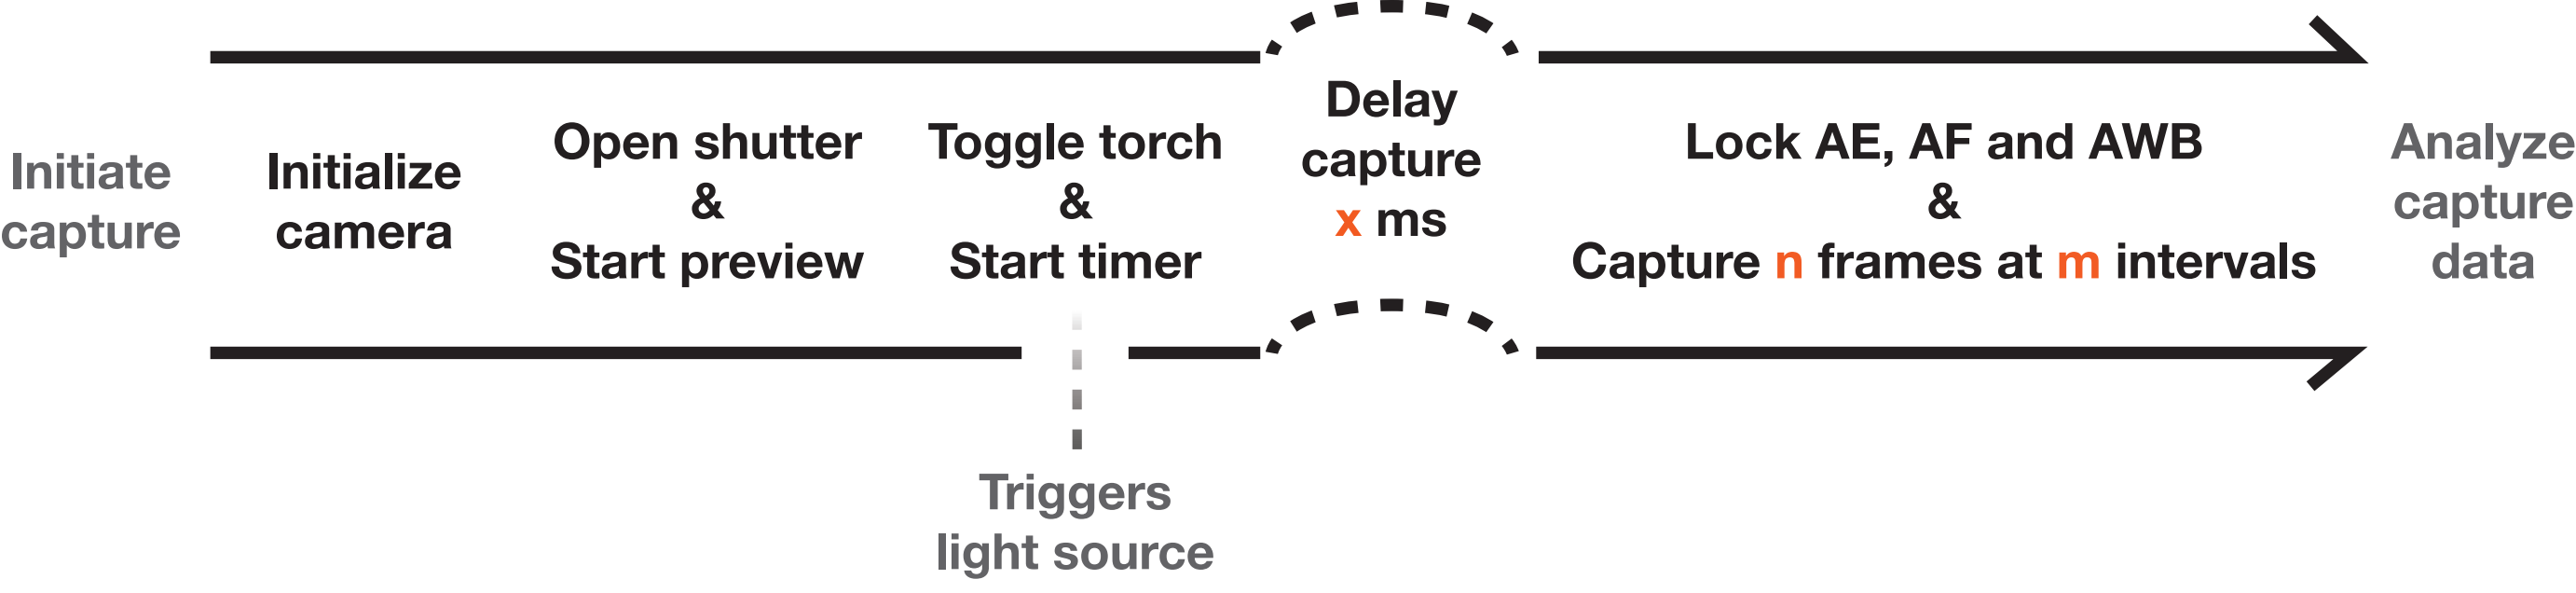 Initiate
capture
Initialize
camera
Open shutter
&
Start preview
Toggle torch
&
Start timer
Triggers
light source
Delay
capture
x ms
Lock AE, AF and AWB
&
Capture n frames at m intervals
Analyze
capture
data